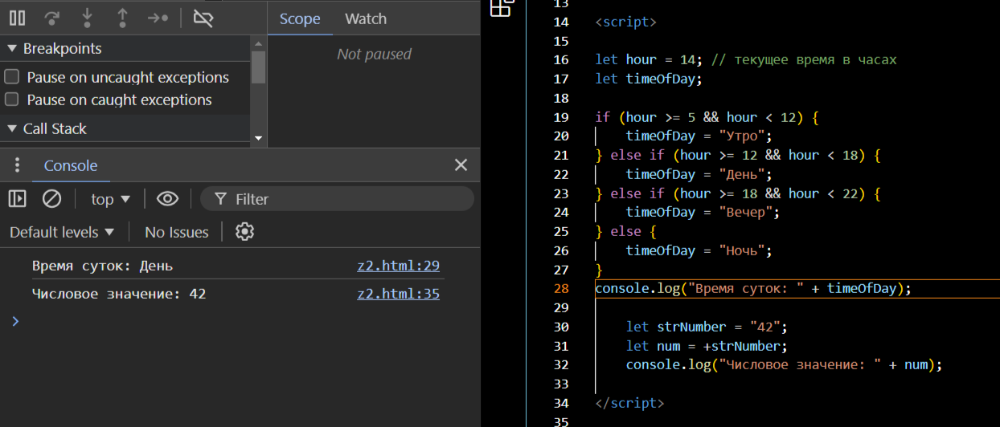 Scope Watch
Breakpoints
Not paused
Pause on uncaught exceptions
Pause on caught exceptions
Call Stack
Console
top Filter
Default levels No Issues
Время суток: День z2.html:29
Числовое значение: 42 z2.html:35
13
14 <script>
15
16 let hour = 14; // текущее время в часах
17 let timeOfDay;
18
19 if (hour >= 5 && hour < 12) {
20 timeOfDay = "Утро";
21 } else if (hour >= 12 && hour < 18) {
22 timeOfDay = "День";
23 } else if (hour >= 18 && hour < 22) {
24 timeOfDay = "Вечер";
25 } else {
26 timeOfDay = "Ночь";
27 }
28 console.log("Время суток: " + timeOfDay);
29
30 let strNumber = "42";
31 let num = +strNumber;
32 console.log("Числовое значение: " + num);
33
34 </script>
35